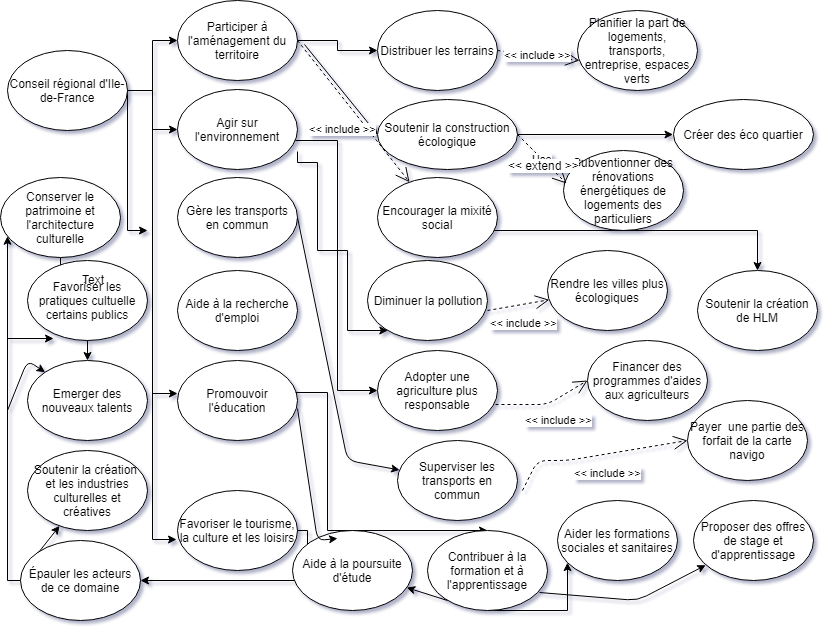 Participer à
l'aménagement du
territoire
Distribuer les terrains
<< include >>
Planifier la part de
logements,
transports,
entreprise, espaces
verts
Conseil régional d'Ile-
de-France
Agir sur
l'environnement
<< include >>
Soutenir la construction
écologique
Créer des éco quartier
<< extend >>
Subventionner des
rénovations
énergétiques de
logements des
particuliers
Conserver le
patrimoine et
l'architecture
culturelle
Gère les transports
en commun
Encourager la mixité
social
Text
Favoriser les
pratiques cultuelle
certains publics
Aide à la recherche
d'emploi
Diminuer la pollution
<< include >>
Rendre les villes plus
écologiques
Soutenir la création
de HLM
Emerger des
nouveaux talents
Promouvoir
l'éducation
Adopter une
agriculture plus
responsable
<< include >>
Financer des
programmes d'aides
aux agriculteurs
Payer  une partie des
forfait de la carte
navigo
Soutenir la création
et les industries
culturelles et
créatives
Superviser les
transports en
commun
<< include >>
Favoriser le tourisme,
la culture et les loisirs
Aider les formations
sociales et sanitaires
Proposer des offres
de stage et
d'apprentissage
Épauler les acteurs
de ce domaine
Aide à la poursuite
d'étude
Contribuer à la
formation et à
l'apprentissage